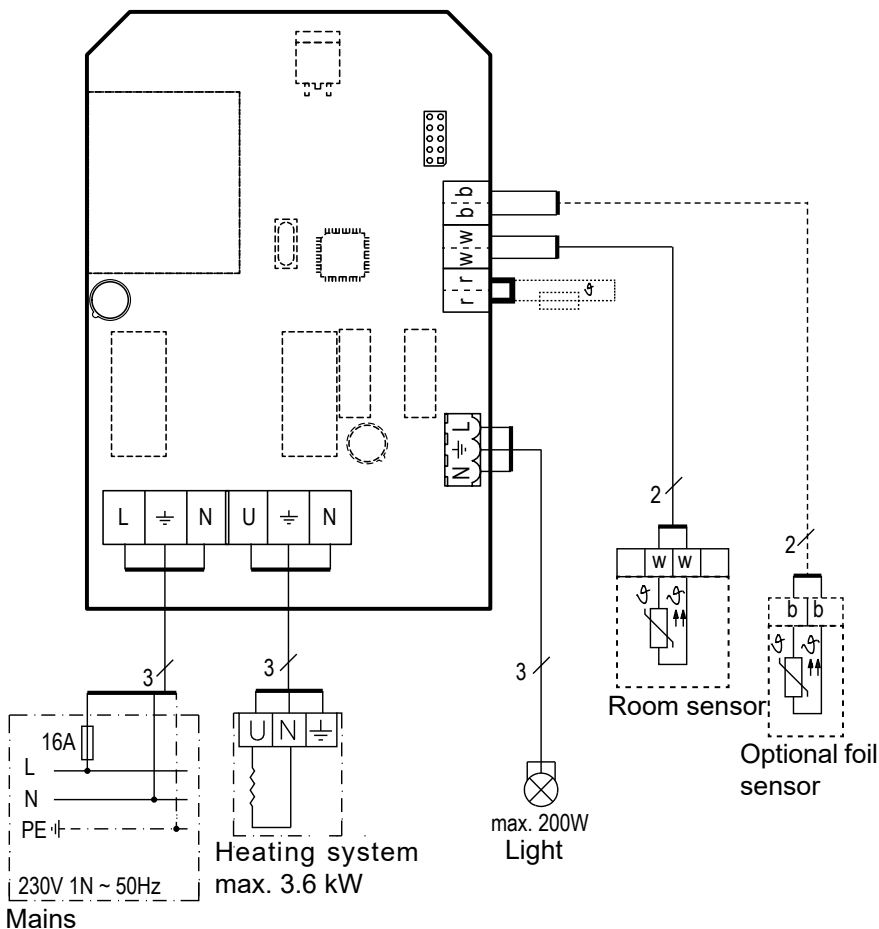 b b
w w
r r
ϑ
L
N
L N U N
2
2
w w
b b
ϑ ϑ
ϑ ϑ
3
3
3
Room sensor
16A
U N
L
N
PE
Optional foil
sensor
max. 200W
Light
Heating system
max. 3.6 kW
230V 1N ~ 50Hz
Mains